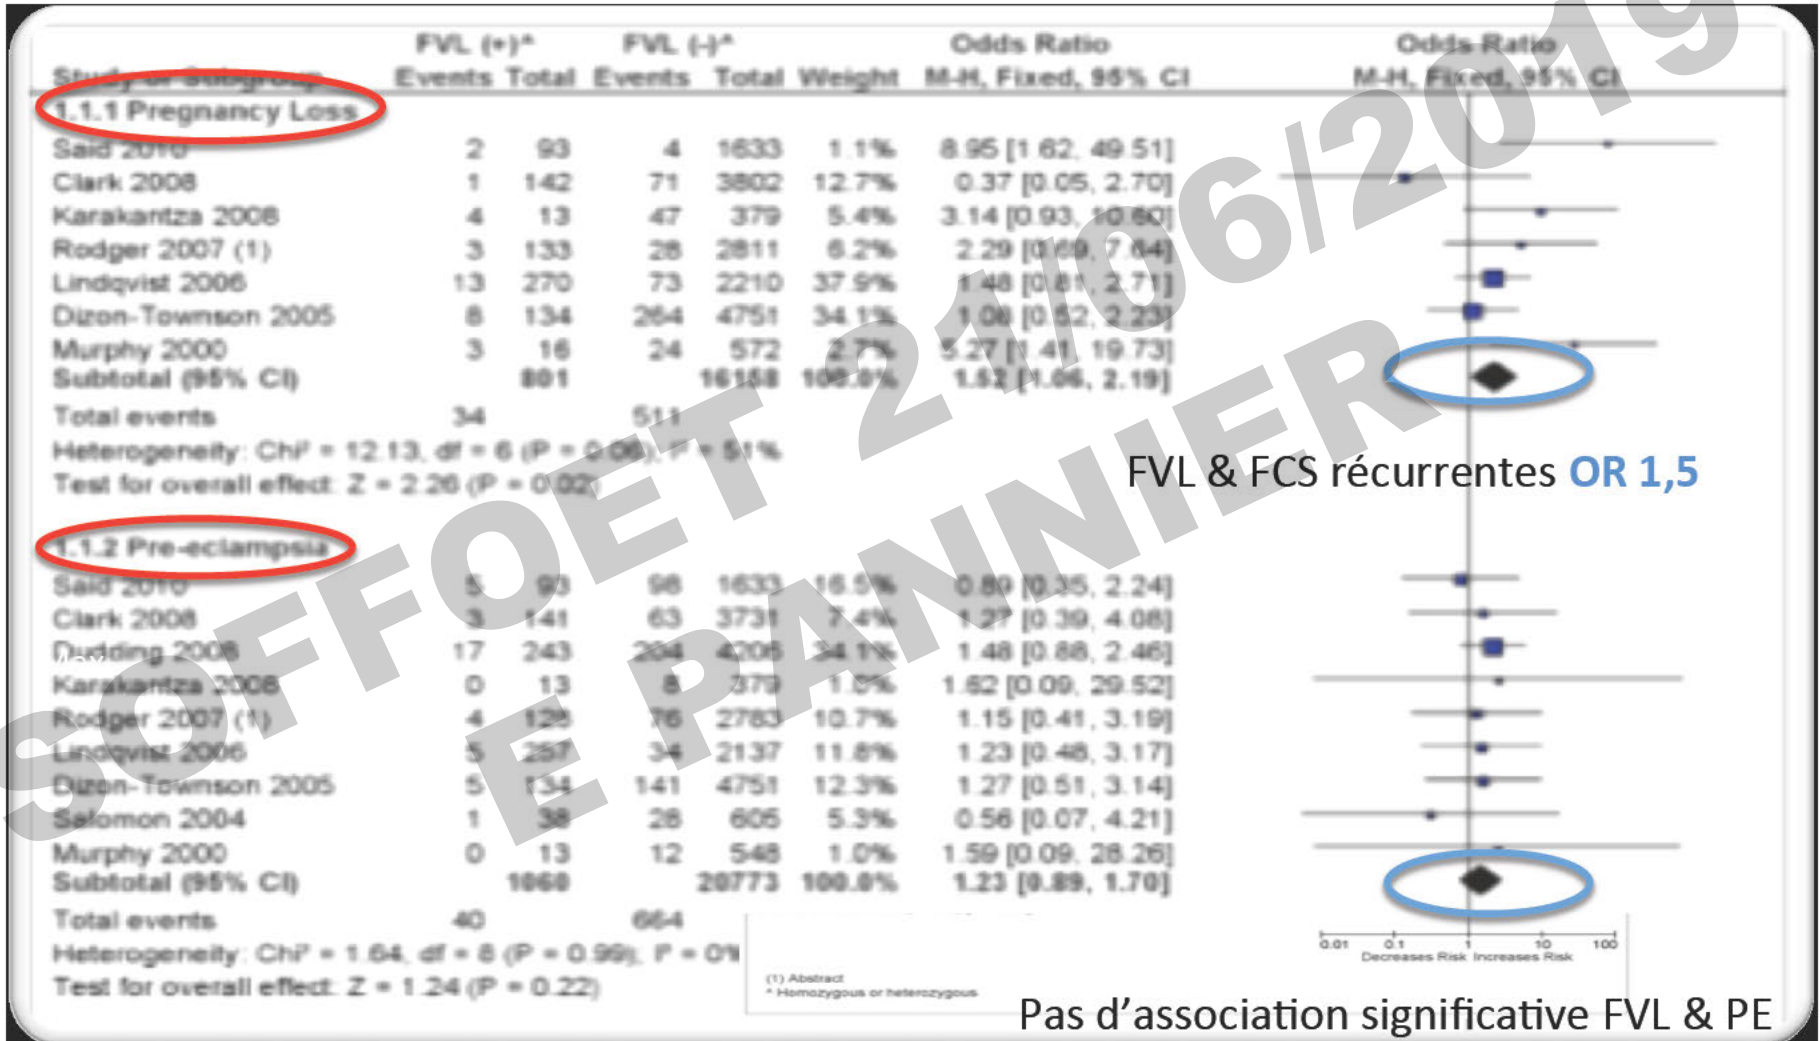 FVL (+)^ FVL (-)^ Odds Ratio Odds Ratio
Study or Subgroup Events Total Events Total Weight M-H, Fixed, 95% CI M-H, Fixed, 95% CI
1.1.1 Pregnancy Loss
Said 2010 2 93 4 1633 1.1% 8.95 [1.62, 49.51]
Clark 2008 1 142 71 3802 12.7% 0.37 [0.05, 2.70]
Karakantza 2008 4 13 47 379 5.4% 3.14 [0.93, 10.60]
Rodger 2007 (1) 3 133 28 2811 6.2% 2.29 [0.69, 7.64]
Lindqvist 2006 13 270 73 2210 37.9% 1.48 [0.81, 2.71]
Dizon-Townson 2005 8 134 264 4751 34.1% 1.06 [0.52, 2.23]
Murphy 2000 3 16 24 572 2.7% 5.27 [1.41, 19.73]
Subtotal (95% CI) 801 16158 100.0% 1.52 [1.06, 2.19]
Total events 34 511
Heterogeneity: Chi² = 12.13, df = 6 (P = 0.06); I² = 51%
Test for overall effect: Z = 2.26 (P = 0.02)
FVL & FCS récurrentes OR 1,5
1.1.2 Pre-eclampsia
Said 2010 5 93 98 1633 16.5% 0.89 [0.35, 2.24]
Clark 2008 3 141 63 3731 7.4% 1.27 [0.39, 4.08]
Dudding 2008 17 243 204 4206 34.1% 1.48 [0.88, 2.46]
Karakantza 2008 0 13 8 379 1.0% 1.62 [0.09, 29.52]
Rodger 2007 (1) 4 128 76 2783 10.7% 1.15 [0.41, 3.19]
Lindqvist 2006 5 257 34 2137 11.8% 1.23 [0.48, 3.17]
Dizon-Townson 2005 5 134 141 4751 12.3% 1.27 [0.51, 3.14]
Salomon 2004 1 38 28 605 5.3% 0.56 [0.07, 4.21]
Murphy 2000 0 13 12 548 1.0% 1.59 [0.09, 28.26]
Subtotal (95% CI) 1060 20773 100.0% 1.23 [0.89, 1.70]
Total events 40 664
Heterogeneity: Chi² = 1.64, df = 8 (P = 0.99); I² = 0%
Test for overall effect: Z = 1.24 (P = 0.22)
0.01 0.1 1 10 100
Decreases Risk Increases Risk
(1) Abstract
^ Homozygous or heterozygous
Pas d'association significative FVL & PE
SOFFOET 21/06/2019
E PANNIER